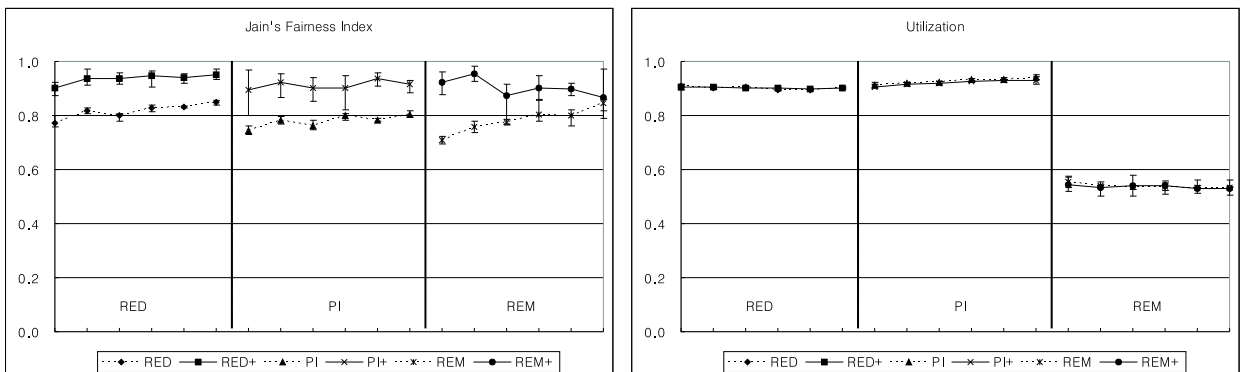 Jain's Fairness Index
1.0
0.8
0.6
0.4
0.2
0.0
RED
PI
REM
RED RED+ PI PI+ REM REM+
Utilization
1.0
0.8
0.6
0.4
0.2
0.0
RED
PI
REM
RED RED+ PI PI+ REM REM+